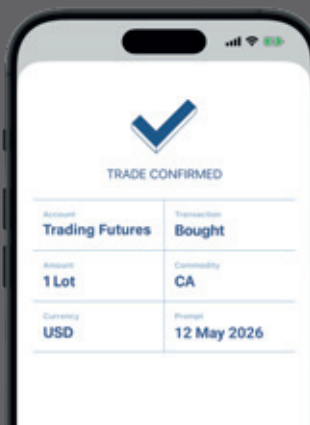 TRADE CONFIRMED
Account
Transaction
Trading Futures
Bought
Amount
Commodity
1 Lot
CA
Currency
Prompt
USD
12 May 2026